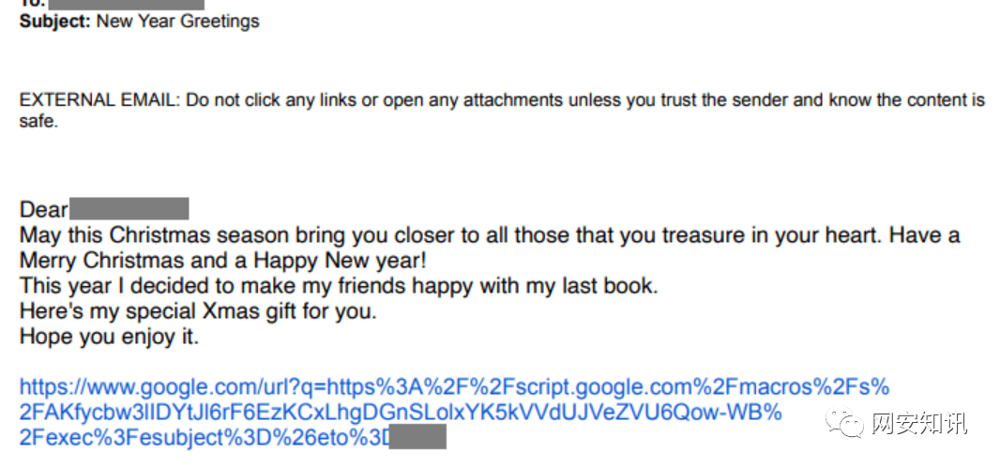 To:
Subject: New Year Greetings
EXTERNAL EMAIL: Do not click any links or open any attachments unless you trust the sender and know the content is
safe.
Dear
May this Christmas season bring you closer to all those that you treasure in your heart. Have a
Merry Christmas and a Happy New year!
This year I decided to make my friends happy with my last book.
Here's my special Xmas gift for you.
Hope you enjoy it.
https://www.google.com/url?q=https%3A%2F%2Fscript.google.com%2Fmacros%2Fs%
2FAKfycbw3lIDYtJl6rF6EzKCxLhgDGnSLolxYK5kVVdUJVeZVU6Qow-WB%
2Fexec%3Fesubject%3D%26eto%3D
网安知讯